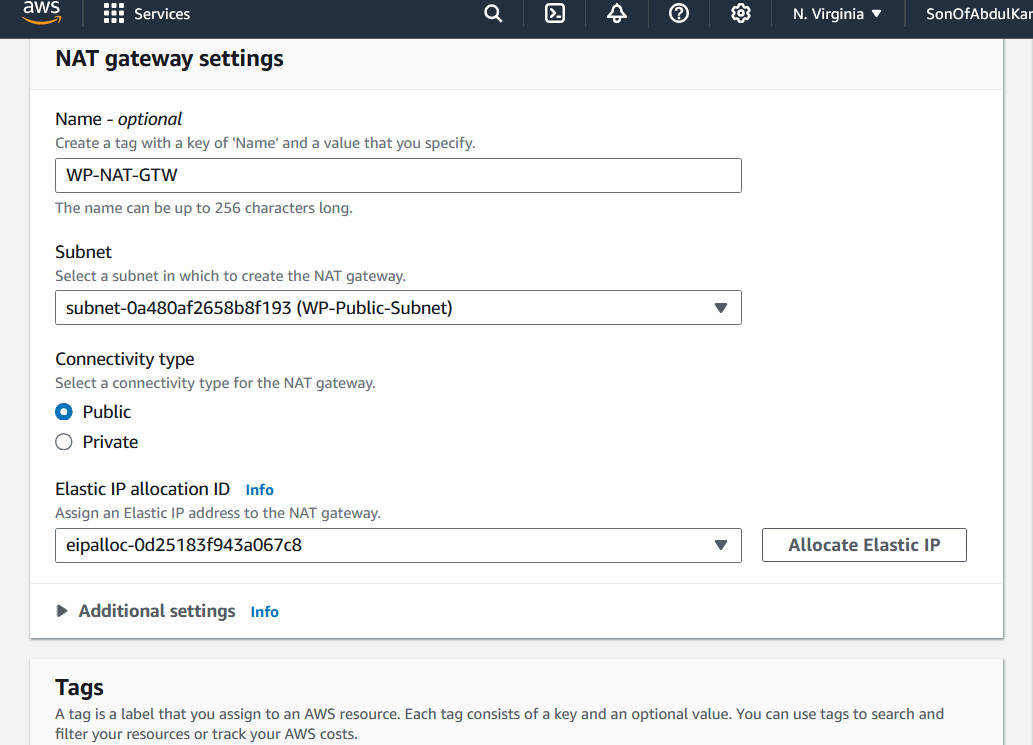 aws
Services
N. Virginia
SonOfAbdulKar
NAT gateway settings
Name - optional
Create a tag with a key of 'Name' and a value that you specify.
WP-NAT-GTW
The name can be up to 256 characters long.
Subnet
Select a subnet in which to create the NAT gateway.
subnet-0a480af2658b8f193 (WP-Public-Subnet)
Connectivity type
Select a connectivity type for the NAT gateway.
Public
Private
Elastic IP allocation ID Info
Assign an Elastic IP address to the NAT gateway.
eipalloc-0d25183f943a067c8
Allocate Elastic IP
Additional settings Info
Tags
A tag is a label that you assign to an AWS resource. Each tag consists of a key and an optional value. You can use tags to search and
filter your resources or track your AWS costs.